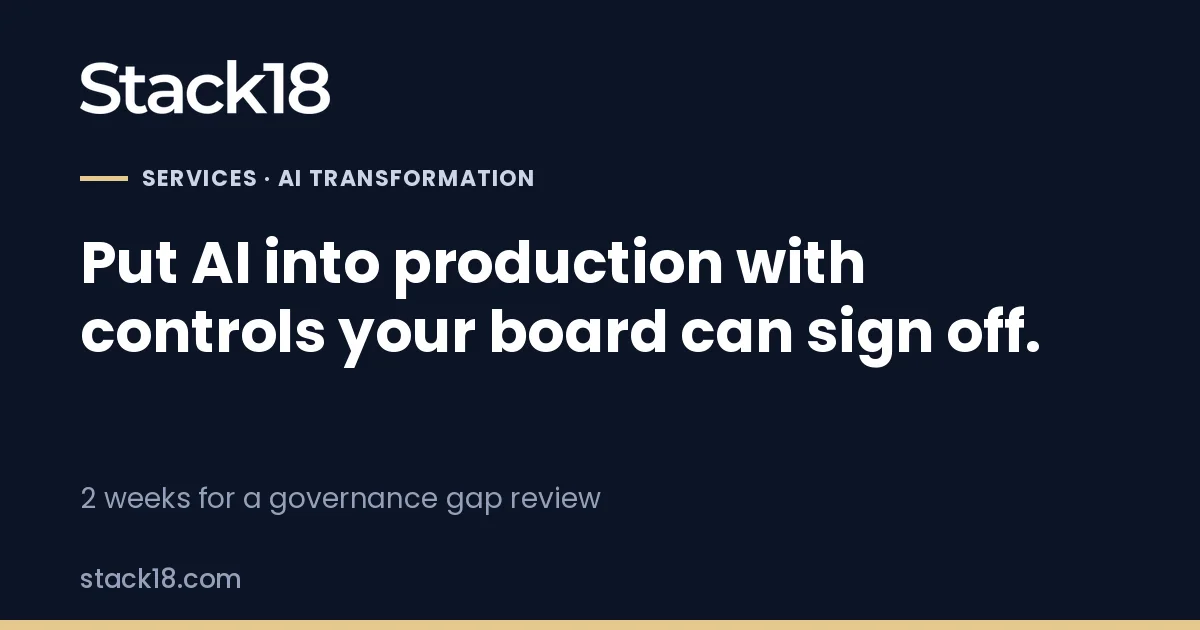 Stack18
SERVICES · AI TRANSFORMATION
Put AI into production with
controls your board can sign off.
2 weeks for a governance gap review
stack18.com